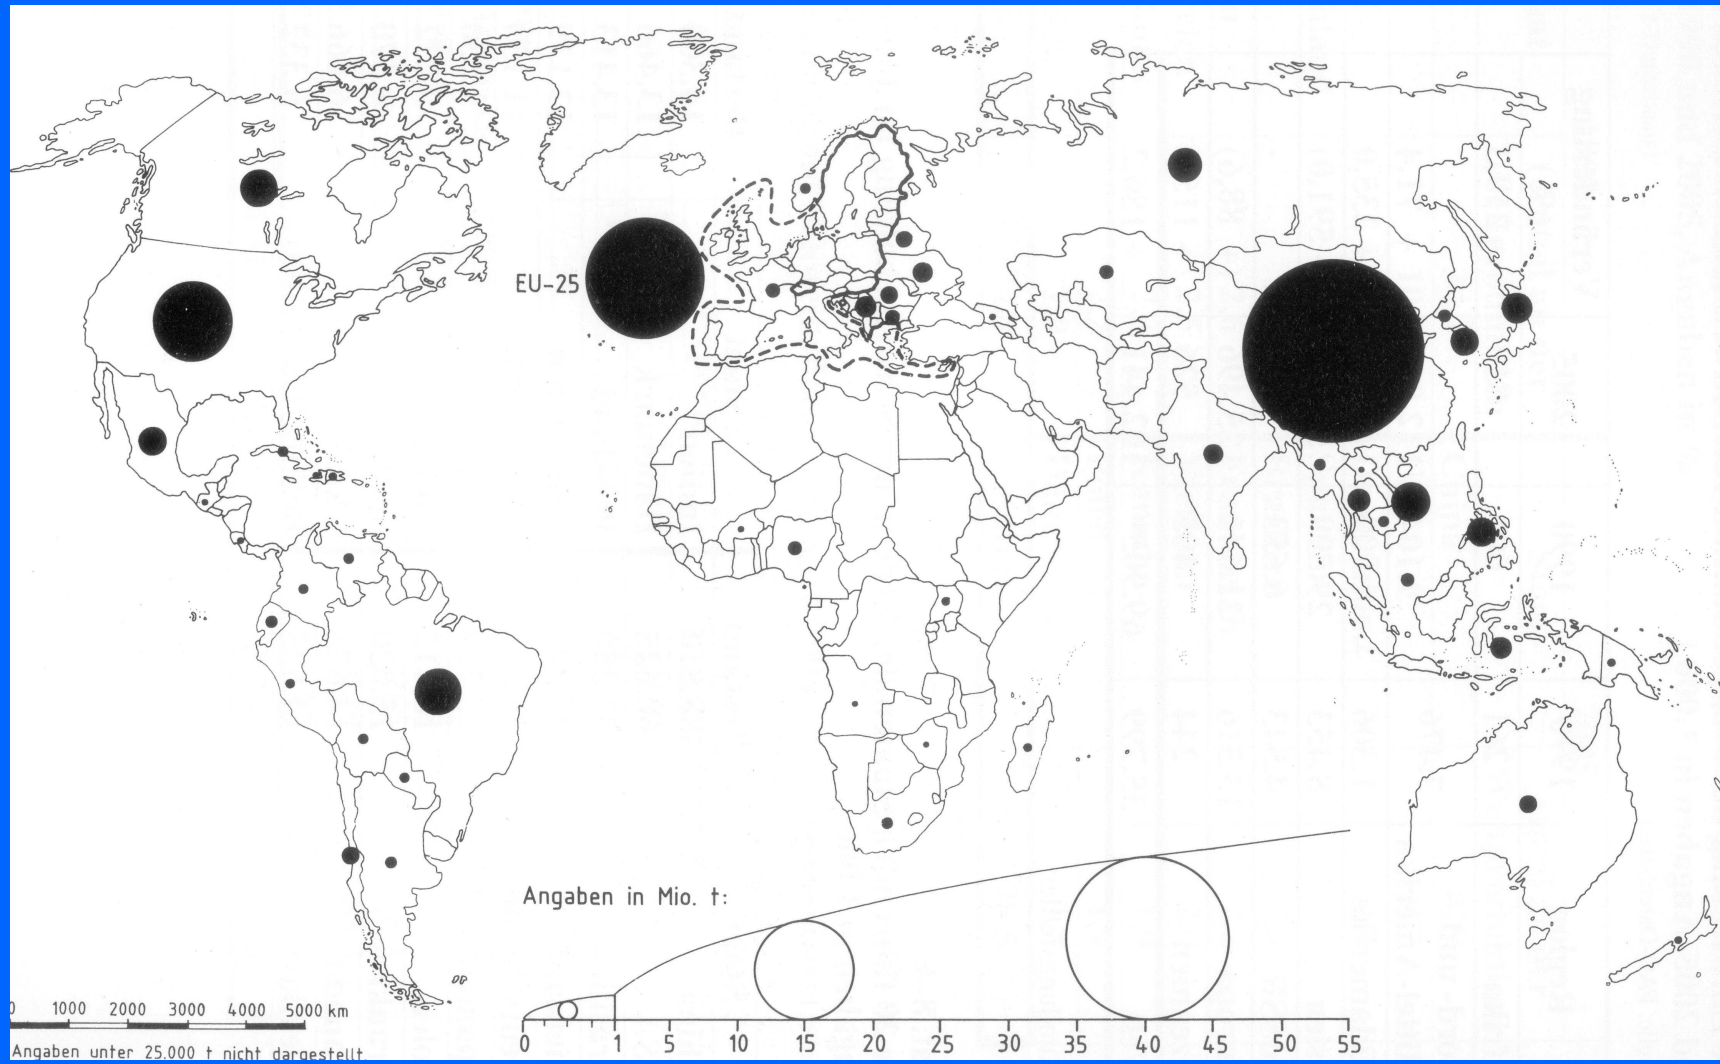 EU-25
Angaben in Mio. t:
0 1000 2000 3000 4000 5000 km
Angaben unter 25.000 t nicht dargestellt.
0 1 5 10 15 20 25 30 35 40 45 50 55